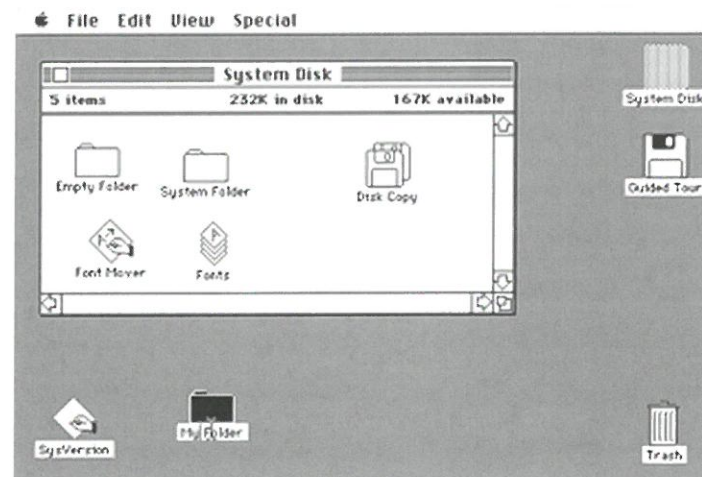 File Edit View Special
System Disk
5 items 232K in disk 167K available
System Disk
Empty Folder System Folder Disk Copy
Guided Tour
Font Mover Fonts
My Folder
SysVersion
Trash